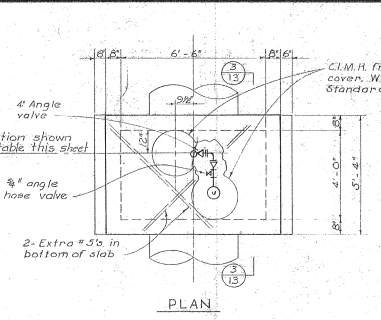 6" 8" 6'-6" 8" 6"
3
13
9½"
C.I.M.H. fr
cover. W.
Standard
4" Angle
valve
12"
tion shown
table this sheet
¾" angle
hose valve
8"
4'-0"
5'-4"
8"
2- Extra #5's in
bottom of slab
3
13
PLAN